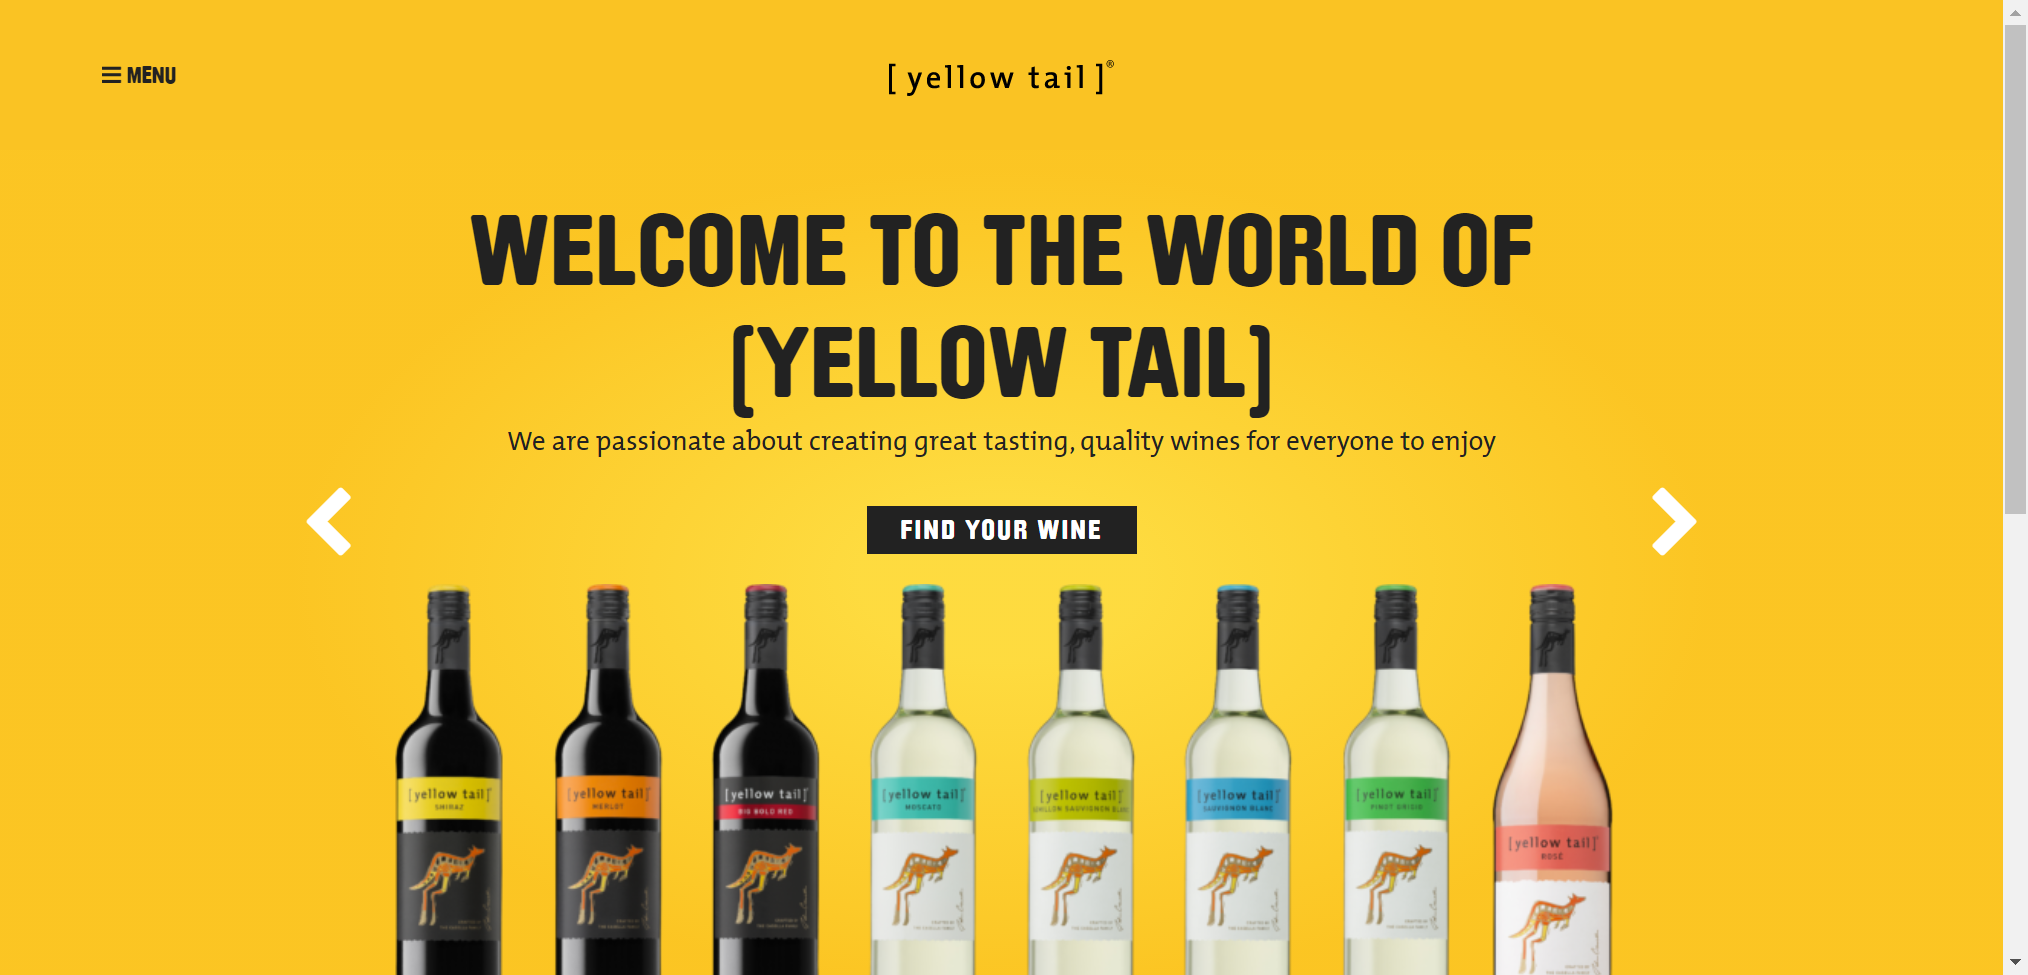 MENU
[ yellow tail ]®
WELCOME TO THE WORLD OF
[YELLOW TAIL]
We are passionate about creating great tasting, quality wines for everyone to enjoy
FIND YOUR WINE
[yellow tail]
SHIRAZ
[yellow tail]
MERLOT
[yellow tail]
BIG BOLD RED
[yellow tail]
MOSCATO
[yellow tail]
SEMILLON SAUVIGNON BLANC
[yellow tail]
SAUVIGNON BLANC
[yellow tail]
PINOT GRIGIO
[yellow tail]
ROSÉ